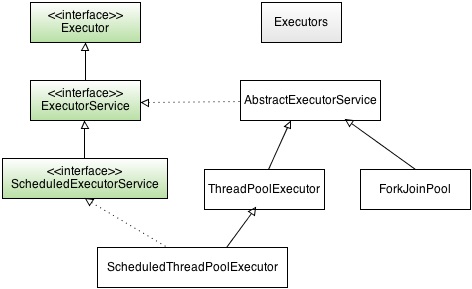 <<interface>>
Executor
Executors
<<interface>>
ExecutorService
AbstractExecutorService
<<interface>>
ScheduledExecutorService
ThreadPoolExecutor
ForkJoinPool
ScheduledThreadPoolExecutor